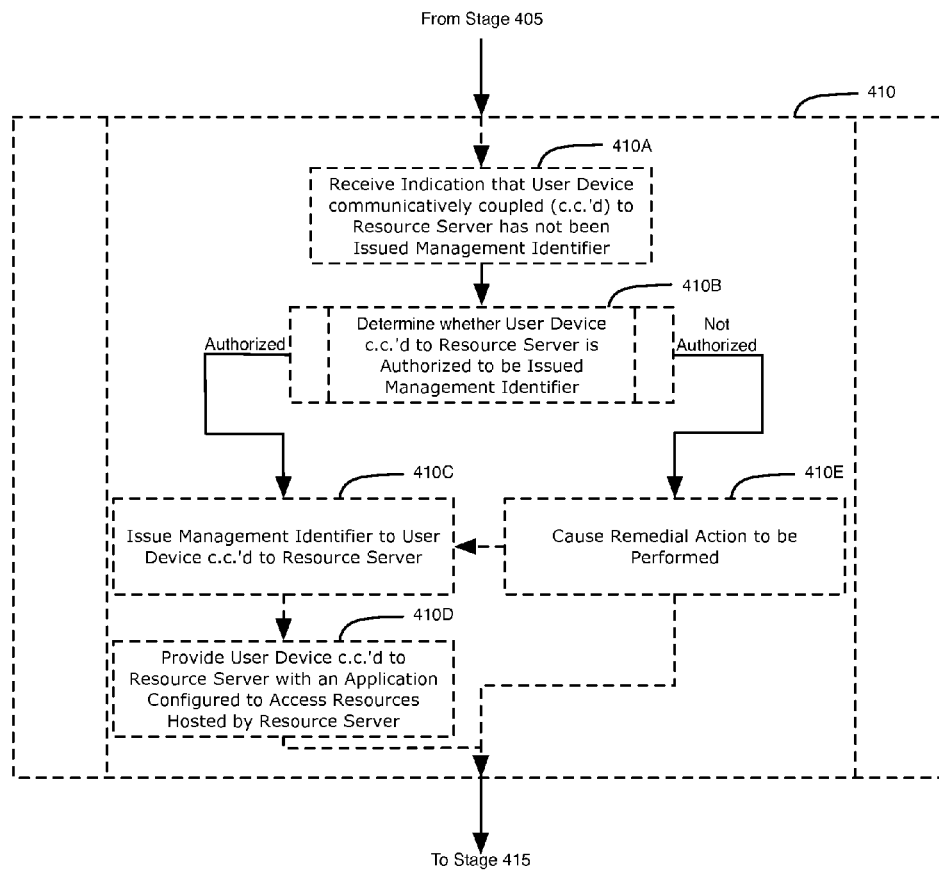 From Stage 405
410
410A
Receive Indication that User Device
communicatively coupled (c.c.'d) to
Resource Server has not been
Issued Management Identifier
410B
Determine whether User Device
c.c.'d to Resource Server is
Authorized to be Issued
Management Identifier
Authorized
Not
Authorized
410C
Issue Management Identifier to User
Device c.c.'d to Resource Server
410E
Cause Remedial Action to be
Performed
410D
Provide User Device c.c.'d to
Resource Server with an Application
Configured to Access Resources
Hosted by Resource Server
To Stage 415